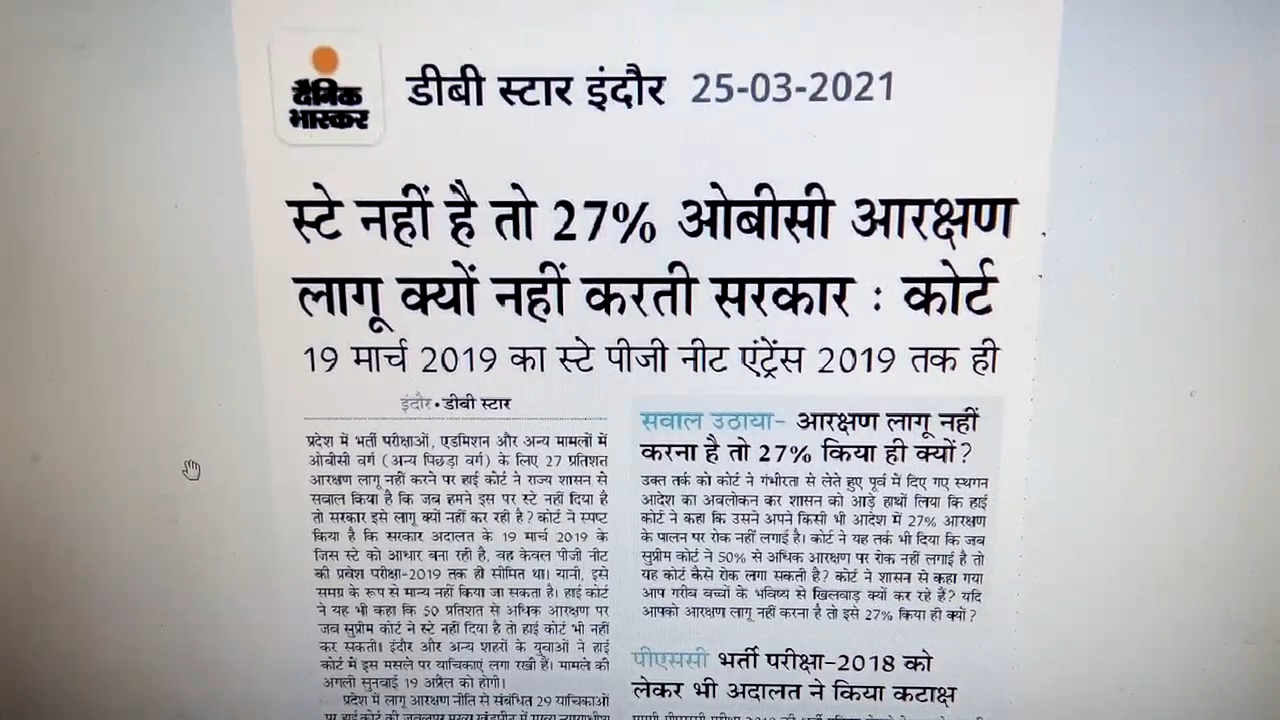 दैनिक
भास्कर
डीबी स्टार इंदौर 25-03-2021
स्टे नहीं है तो 27% ओबीसी आरक्षण
लागू क्यों नहीं करती सरकार : कोर्ट
19 मार्च 2019 का स्टे पीजी नीट एंट्रेंस 2019 तक ही
इंदौर • डीबी स्टार
प्रदेश में भर्ती परीक्षाओं, एडमिशन और अन्य मामलों में
ओबीसी वर्ग (अन्य पिछड़ा वर्ग) के लिए 27 प्रतिशत
आरक्षण लागू नहीं करने पर हाई कोर्ट ने राज्य शासन से
सवाल किया है कि जब हमने इस पर स्टे नहीं दिया है
तो सरकार इसे लागू क्यों नहीं कर रही है? कोर्ट ने स्पष्ट
किया है कि सरकार अदालत के 19 मार्च 2019 के
जिस स्टे को आधार बना रही है, वह केवल पीजी नीट
की प्रवेश परीक्षा-2019 तक ही सीमित था। यानी, इसे
समग्र के रूप से मान्य नहीं किया जा सकता है। हाई कोर्ट
ने यह भी कहा कि 50 प्रतिशत से अधिक आरक्षण पर
जब सुप्रीम कोर्ट ने स्टे नहीं दिया है तो हाई कोर्ट भी नहीं
कर सकती। इंदौर और अन्य शहरों के युवाओं ने हाई
कोर्ट में इस मसले पर याचिकाएं लगा रखी हैं। मामले की
अगली सुनवाई 19 अप्रैल को होगी।
प्रदेश में लागू आरक्षण नीति से संबंधित 29 याचिकाओं
सवाल उठाया- आरक्षण लागू नहीं
करना है तो 27% किया ही क्यों?
उक्त तर्क को कोर्ट ने गंभीरता से लेते हुए पूर्व में दिए गए स्थगन
आदेश का अवलोकन कर शासन को आड़े हाथों लिया कि हाई
कोर्ट ने कहा कि उसने अपने किसी भी आदेश में 27% आरक्षण
के पालन पर रोक नहीं लगाई है। कोर्ट ने यह तर्क भी दिया कि जब
सुप्रीम कोर्ट ने 50% से अधिक आरक्षण पर रोक नहीं लगाई है तो
यह कोर्ट कैसे रोक लगा सकती है? कोर्ट ने शासन से कहा गया
आप गरीब बच्चों के भविष्य से खिलवाड़ क्यों कर रहे हैं? यदि
आपको आरक्षण लागू नहीं करना है तो इसे 27% किया ही क्यों?
पीएससी भर्ती परीक्षा-2018 को
लेकर भी अदालत ने किया कटाक्ष